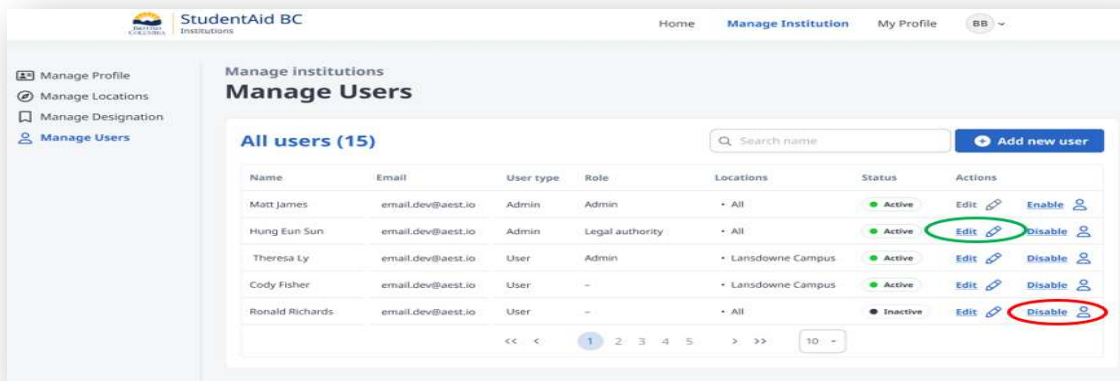 StudentAid BC
BRITISH COLUMBIA Institutions
Home Manage Institution My Profile BB
Manage Profile
Manage Locations
Manage Designation
Manage Users
Manage institutions
Manage Users
All users (15) Search name Add new user
Name Email User type Role Locations Status Actions
Matt James email.dev@aest.io Admin Admin • All Active Edit Enable
Hung Eun Sun email.dev@aest.io Admin Legal authority • All Active Edit Disable
Theresa Ly email.dev@aest.io User Admin • Lansdowne Campus Active Edit Disable
Cody Fisher email.dev@aest.io User – • Lansdowne Campus Active Edit Disable
Ronald Richards email.dev@aest.io User – • All Inactive Edit Disable
<< < 1 2 3 4 5 > >> 10